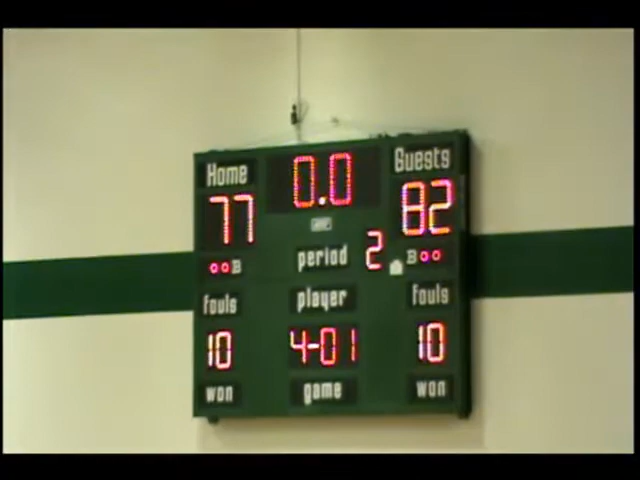 Home 0.0 Guests
77 82
period 2
B B
fouls player fouls
10 4-01 10
won game won